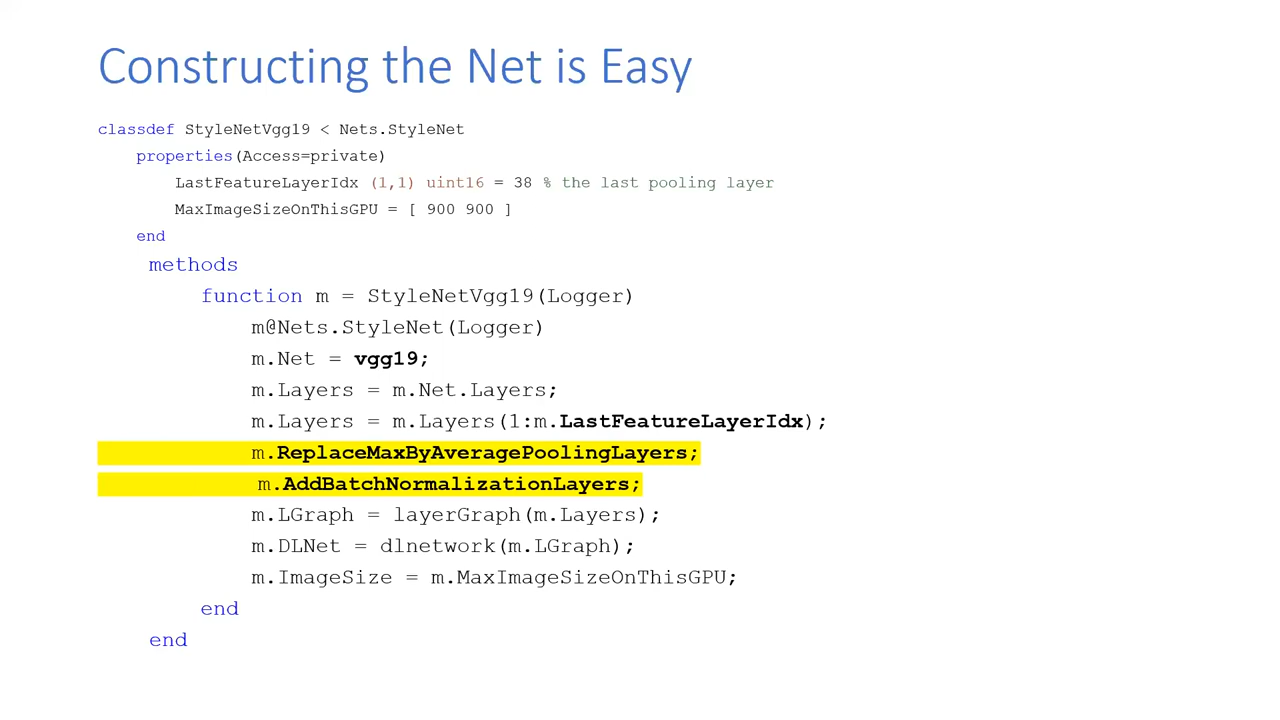 Constructing the Net is Easy
classdef StyleNetVgg19 < Nets.StyleNet
properties(Access=private)
LastFeatureLayerIdx (1,1) uint16 = 38 % the last pooling layer
MaxImageSizeOnThisGPU = [ 900 900 ]
end
methods
function m = StyleNetVgg19(Logger)
m@Nets.StyleNet(Logger)
m.Net = vgg19;
m.Layers = m.Net.Layers;
m.Layers = m.Layers(1:m.LastFeatureLayerIdx);
m.ReplaceMaxByAveragePoolingLayers;
m.AddBatchNormalizationLayers;
m.LGraph = layerGraph(m.Layers);
m.DLNet = dlnetwork(m.LGraph);
m.ImageSize = m.MaxImageSizeOnThisGPU;
end
end